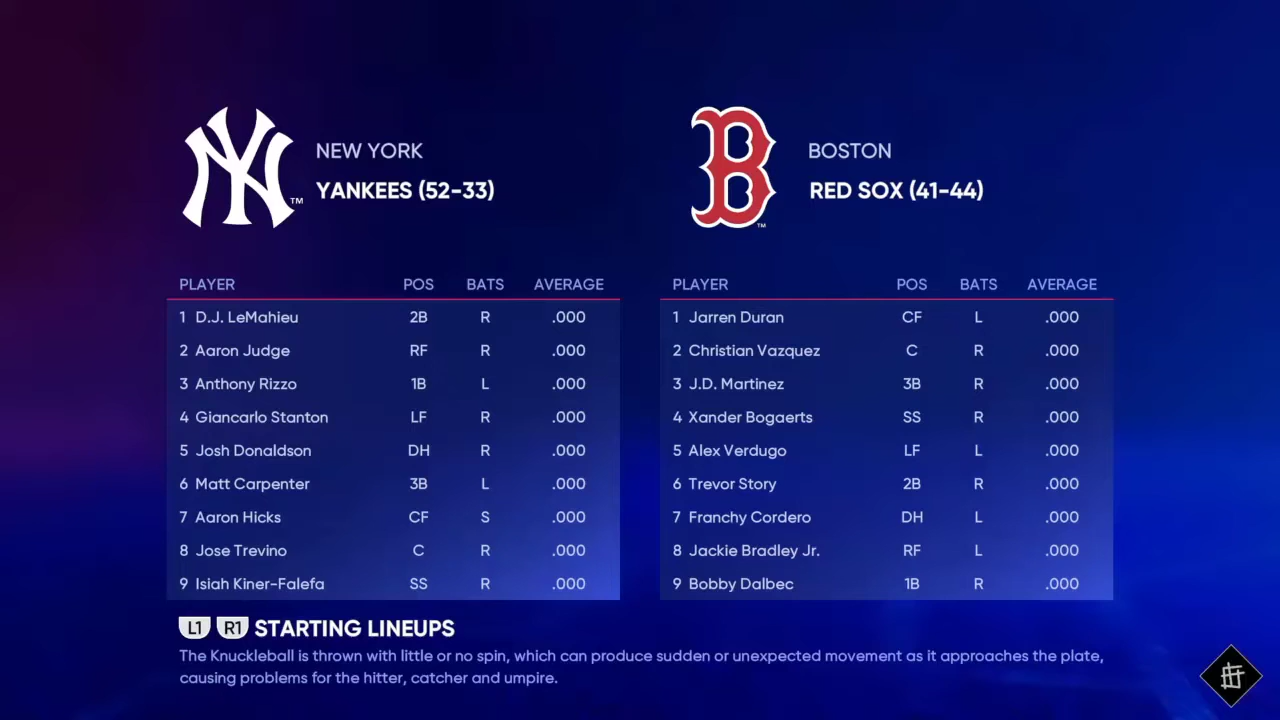 NEW YORK
YANKEES (52-33)
BOSTON
RED SOX (41-44)
PLAYER POS BATS AVERAGE
1 D.J. LeMahieu 2B R .000
2 Aaron Judge RF R .000
3 Anthony Rizzo 1B L .000
4 Giancarlo Stanton LF R .000
5 Josh Donaldson DH R .000
6 Matt Carpenter 3B L .000
7 Aaron Hicks CF S .000
8 Jose Trevino C R .000
9 Isiah Kiner-Falefa SS R .000
PLAYER POS BATS AVERAGE
1 Jarren Duran CF L .000
2 Christian Vazquez C R .000
3 J.D. Martinez 3B R .000
4 Xander Bogaerts SS R .000
5 Alex Verdugo LF L .000
6 Trevor Story 2B R .000
7 Franchy Cordero DH L .000
8 Jackie Bradley Jr. RF L .000
9 Bobby Dalbec 1B R .000
L1 R1 STARTING LINEUPS
The Knuckleball is thrown with little or no spin, which can produce sudden or unexpected movement as it approaches the plate,
causing problems for the hitter, catcher and umpire.
NY TM
B TM